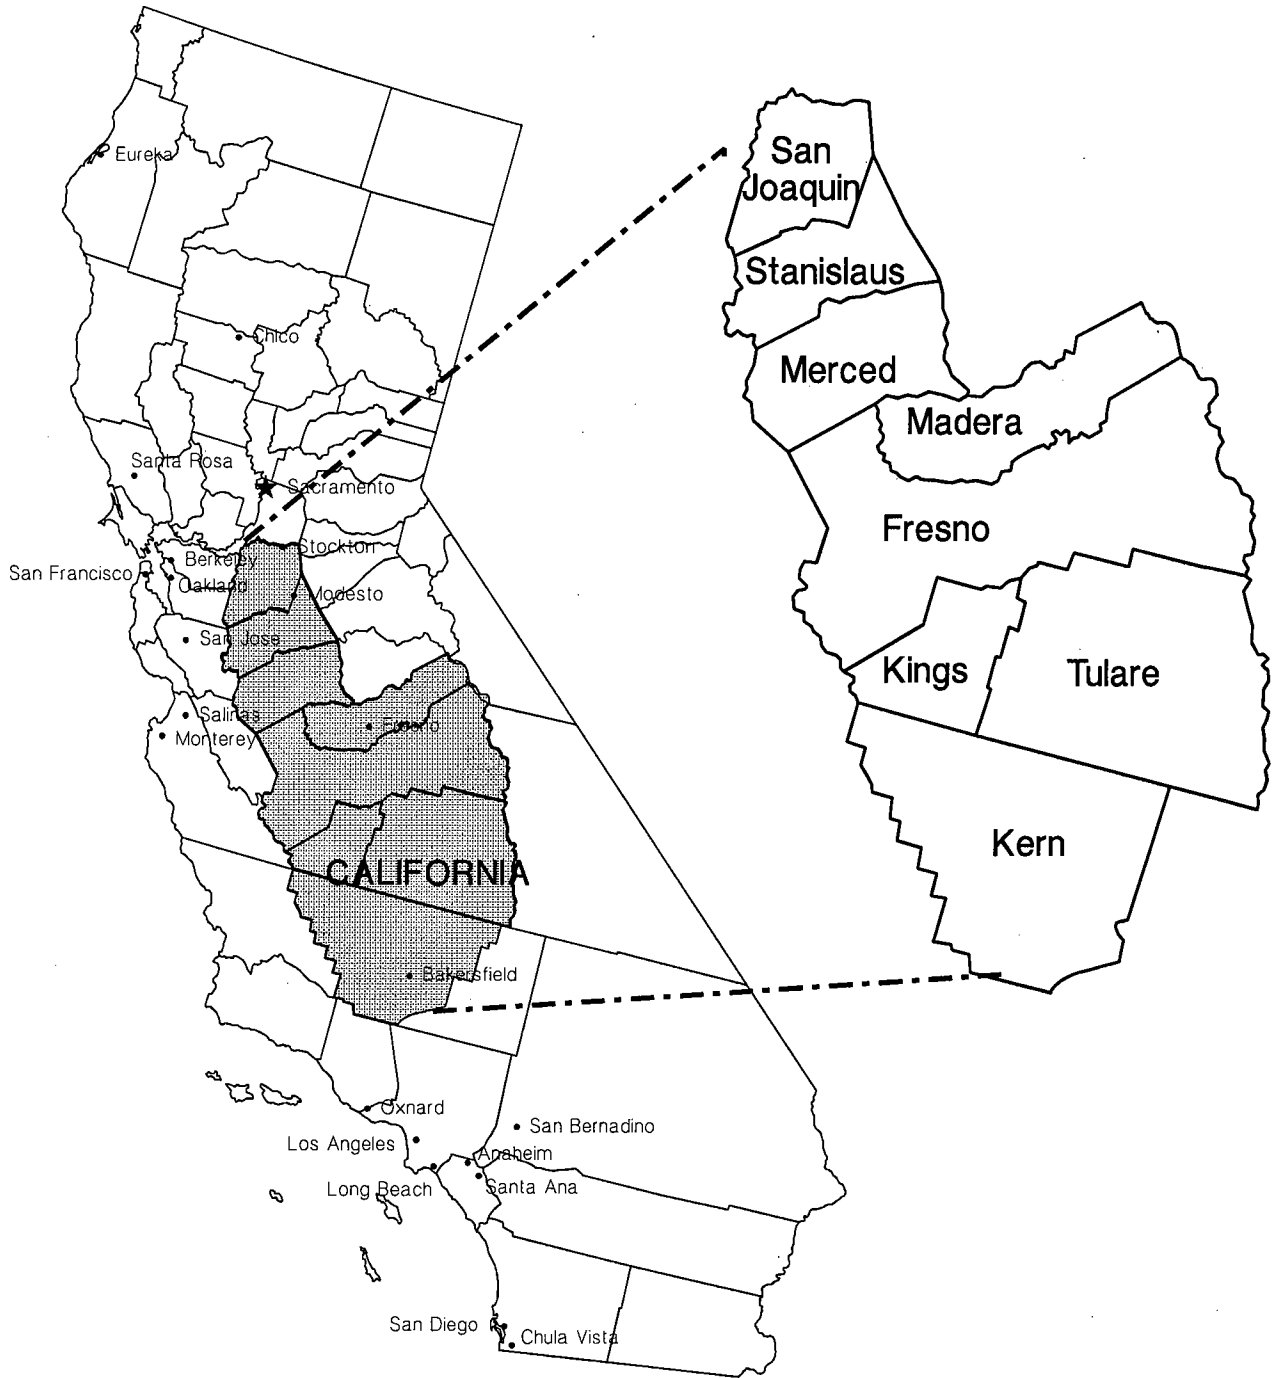 Eureka
Chico
Santa Rosa
Sacramento
Stockton
Berkeley
San Francisco
Oakland
Modesto
San Jose
Salinas
Monterey
Fresno
CALIFORNIA
Bakersfield
Oxnard
San Bernadino
Los Angeles
Anaheim
Long Beach
Santa Ana
San Diego
Chula Vista
San
Joaquin
Stanislaus
Merced
Madera
Fresno
Kings
Tulare
Kern